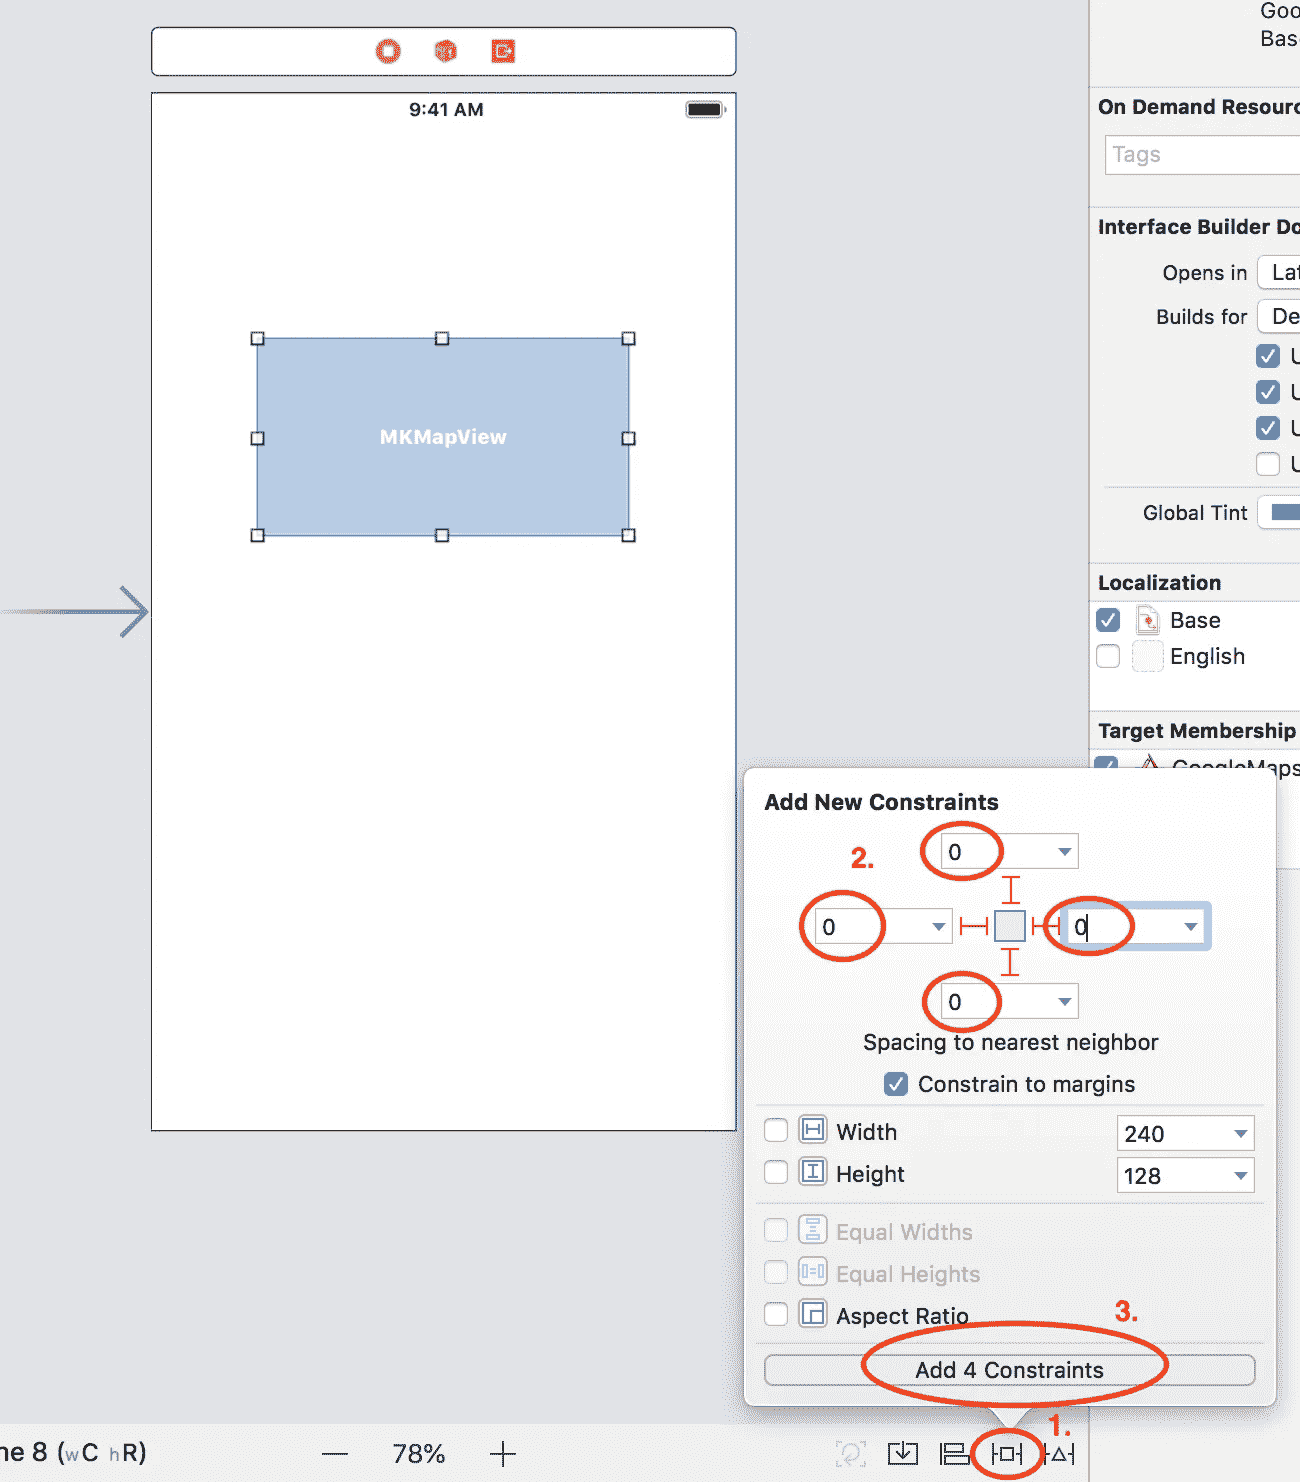 Goo
Bas
9:41 AM
On Demand Resourc
Tags
Interface Builder Do
Opens in Lat
Builds for De
U
U
U
U
MKMapView
Global Tint
Localization
Base
English
Target Membership
GoogleMaps
Add New Constraints
2.
0
0
0
0
Spacing to nearest neighbor
Constrain to margins
Width 240
Height 128
Equal Widths
Equal Heights
Aspect Ratio
3.
Add 4 Constraints
1.
ne 8 (wC hR)
78%